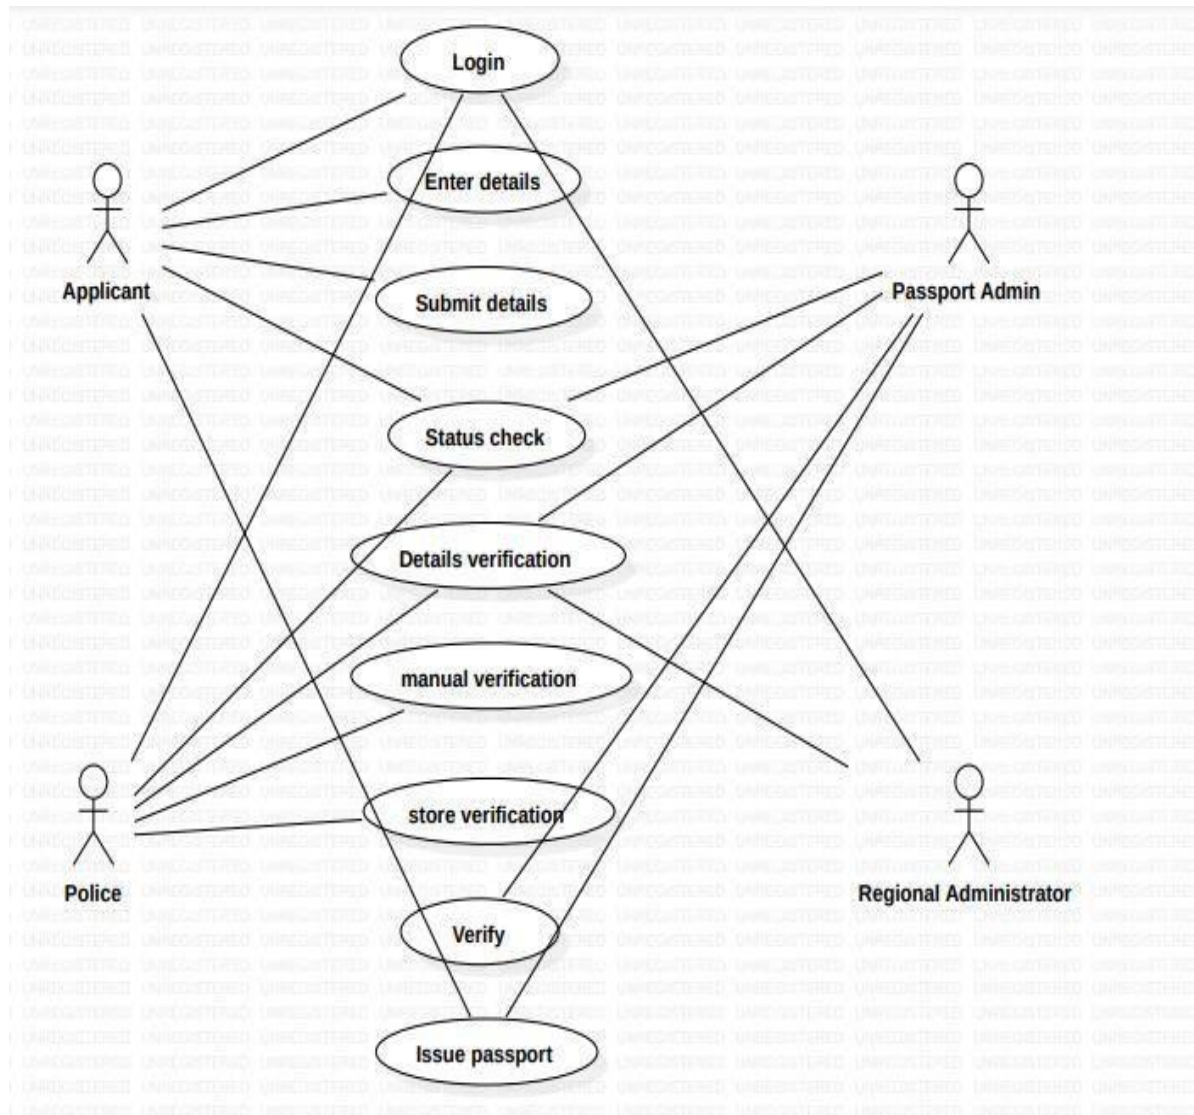 Login
Enter details
Applicant
Passport Admin
Submit details
Status check
Details verification
manual verification
store verification
Police
Regional Administrator
Verify
Issue passport
UNREGISTERED